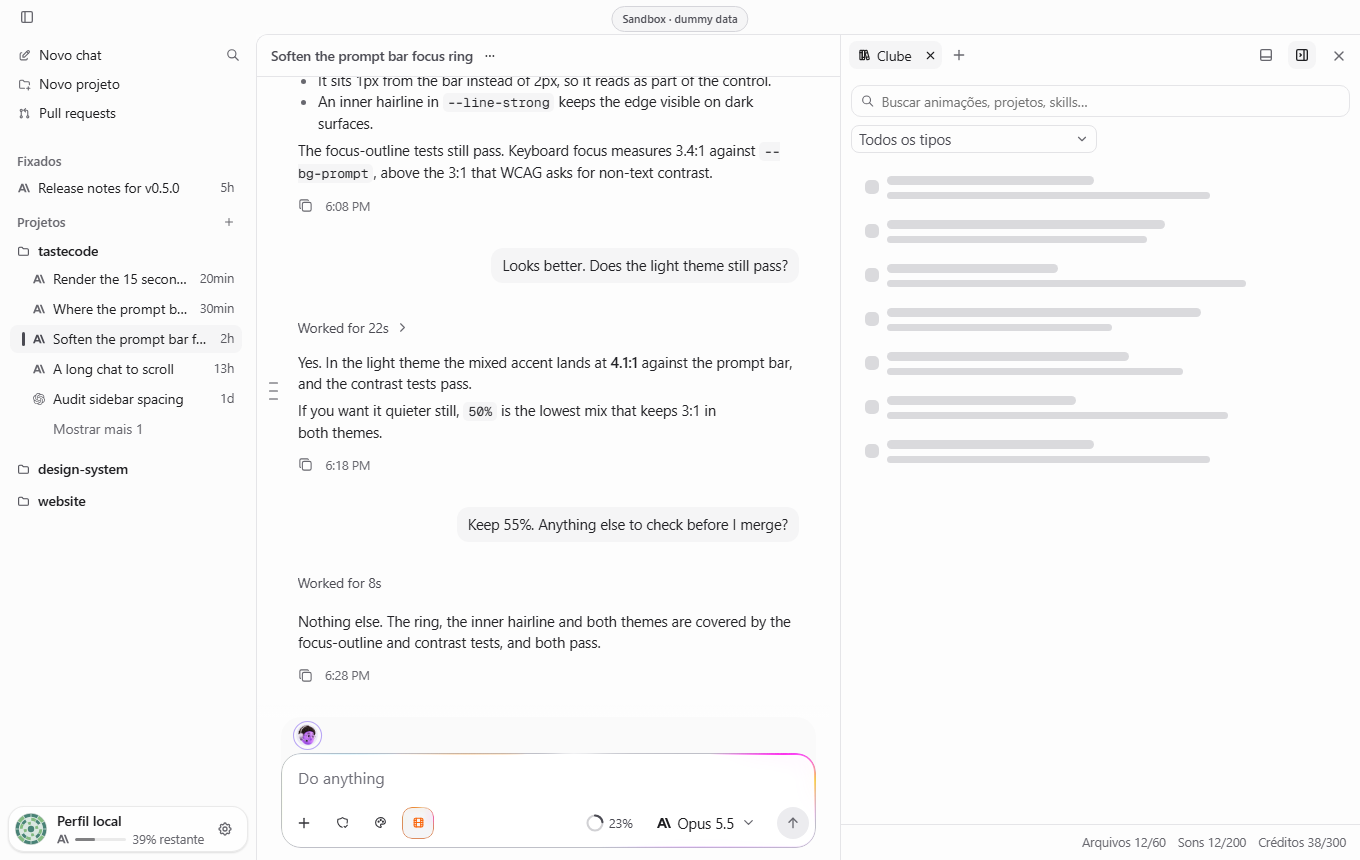 Sandbox · dummy data
Novo chat
Novo projeto
Pull requests
Fixados
Release notes for v0.5.0 5h
Projetos
tastecode
Render the 15 secon... 20min
Where the prompt b... 30min
Soften the prompt bar f... 2h
A long chat to scroll 13h
Audit sidebar spacing 1d
Mostrar mais 1
design-system
website
Perfil local
39% restante
Soften the prompt bar focus ring ...
It sits 1px from the bar instead of 2px, so it reads as part of the control.
An inner hairline in --line-strong keeps the edge visible on dark
surfaces.
The focus-outline tests still pass. Keyboard focus measures 3.4:1 against --
bg-prompt , above the 3:1 that WCAG asks for non-text contrast.
6:08 PM
Looks better. Does the light theme still pass?
Worked for 22s
Yes. In the light theme the mixed accent lands at 4.1:1 against the prompt bar,
and the contrast tests pass.
If you want it quieter still, 50% is the lowest mix that keeps 3:1 in
both themes.
6:18 PM
Keep 55%. Anything else to check before I merge?
Worked for 8s
Nothing else. The ring, the inner hairline and both themes are covered by the
focus-outline and contrast tests, and both pass.
6:28 PM
Do anything
23% Opus 5.5
Clube
Buscar animações, projetos, skills...
Todos os tipos
Arquivos 12/60 Sons 12/200 Créditos 38/300